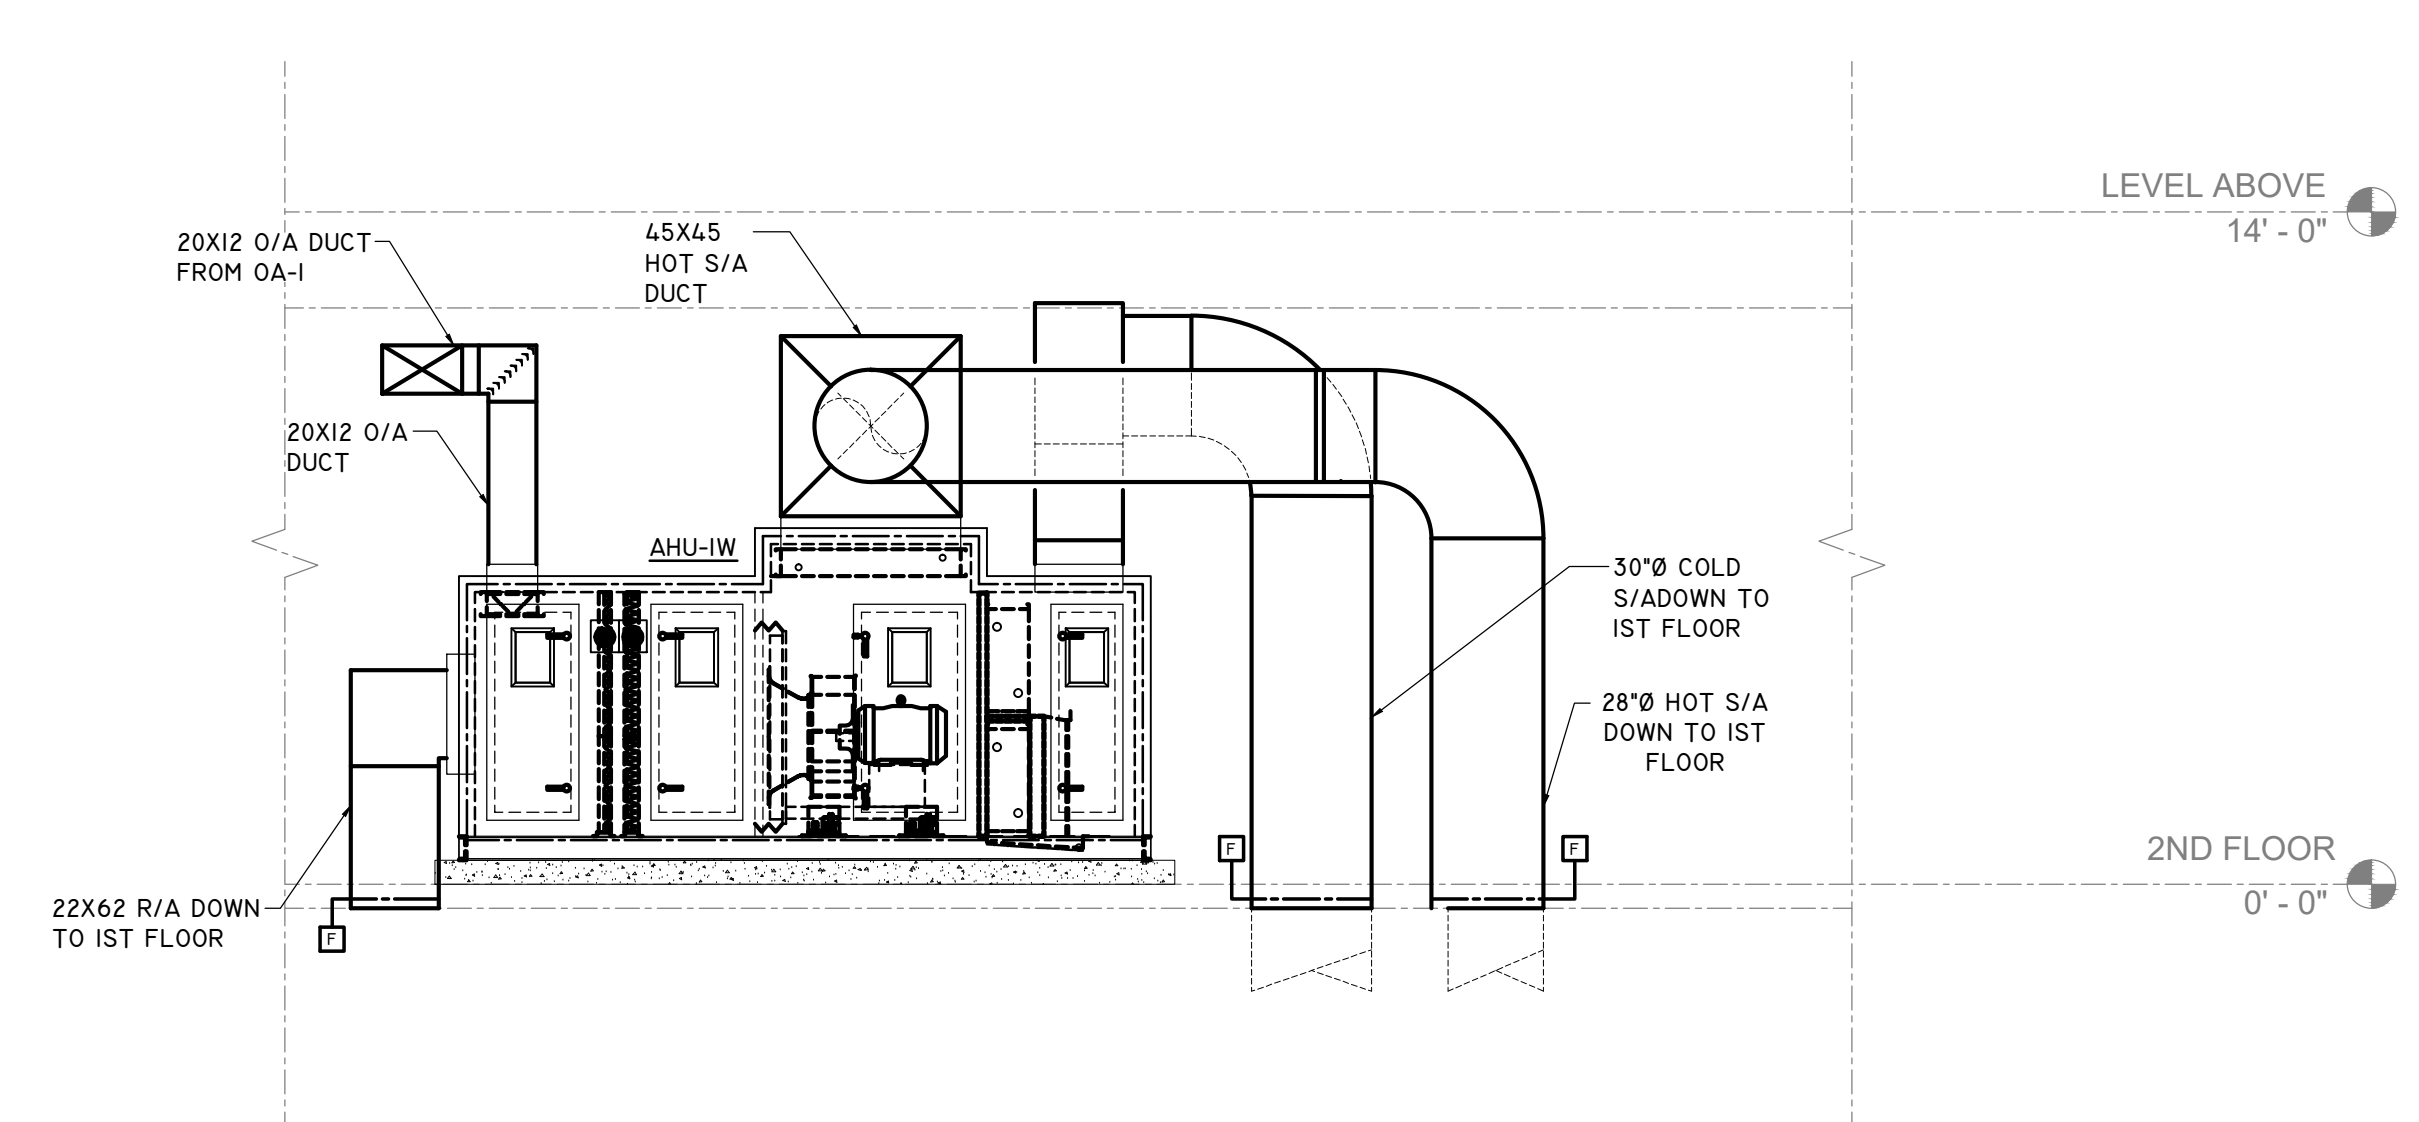 LEVEL ABOVE
14' - 0"
20X12 O/A DUCT
FROM OA-1
45X45
HOT S/A
DUCT
20X12 O/A
DUCT
AHU-1W
30"Ø COLD
S/ADOWN TO
1ST FLOOR
28"Ø HOT S/A
DOWN TO 1ST
FLOOR
F
F
2ND FLOOR
0' - 0"
22X62 R/A DOWN
TO 1ST FLOOR
F